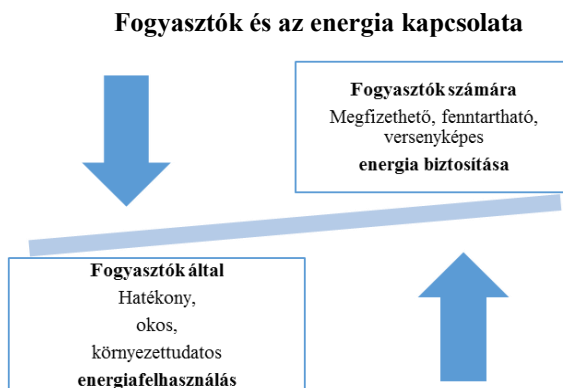 Fogyasztók és az energia kapcsolata
Fogyasztók számára
Megfizethető, fenntartható,
versenyképes
energia biztosítása
Fogyasztók által
Hatékony,
okos,
környezettudatos
energiafelhasználás